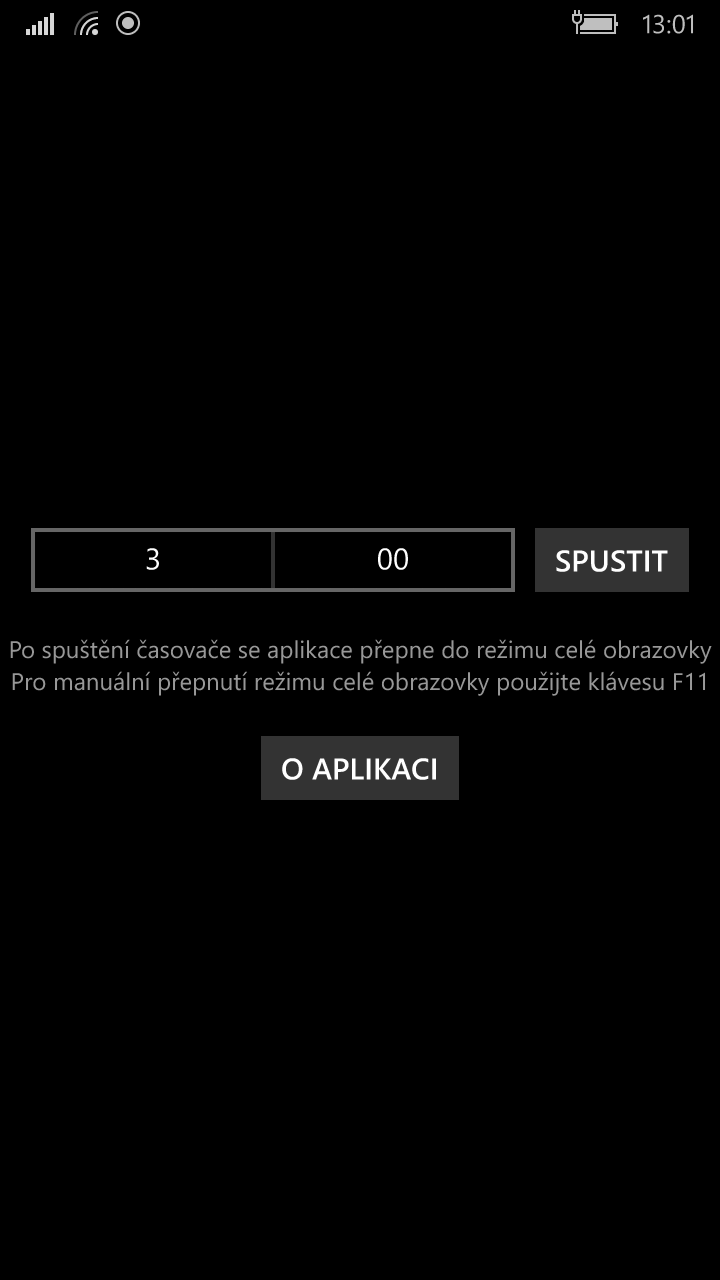 13:01
3 00 SPUSTIT
Po spuštění časovače se aplikace přepne do režimu celé obrazovky
Pro manuální přepnutí režimu celé obrazovky použijte klávesu F11
O APLIKACI